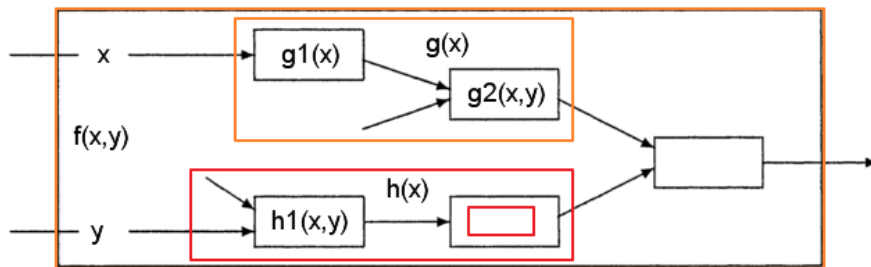 x
g1(x)
g(x)
g2(x,y)
f(x,y)
h(x)
h1(x,y)
y